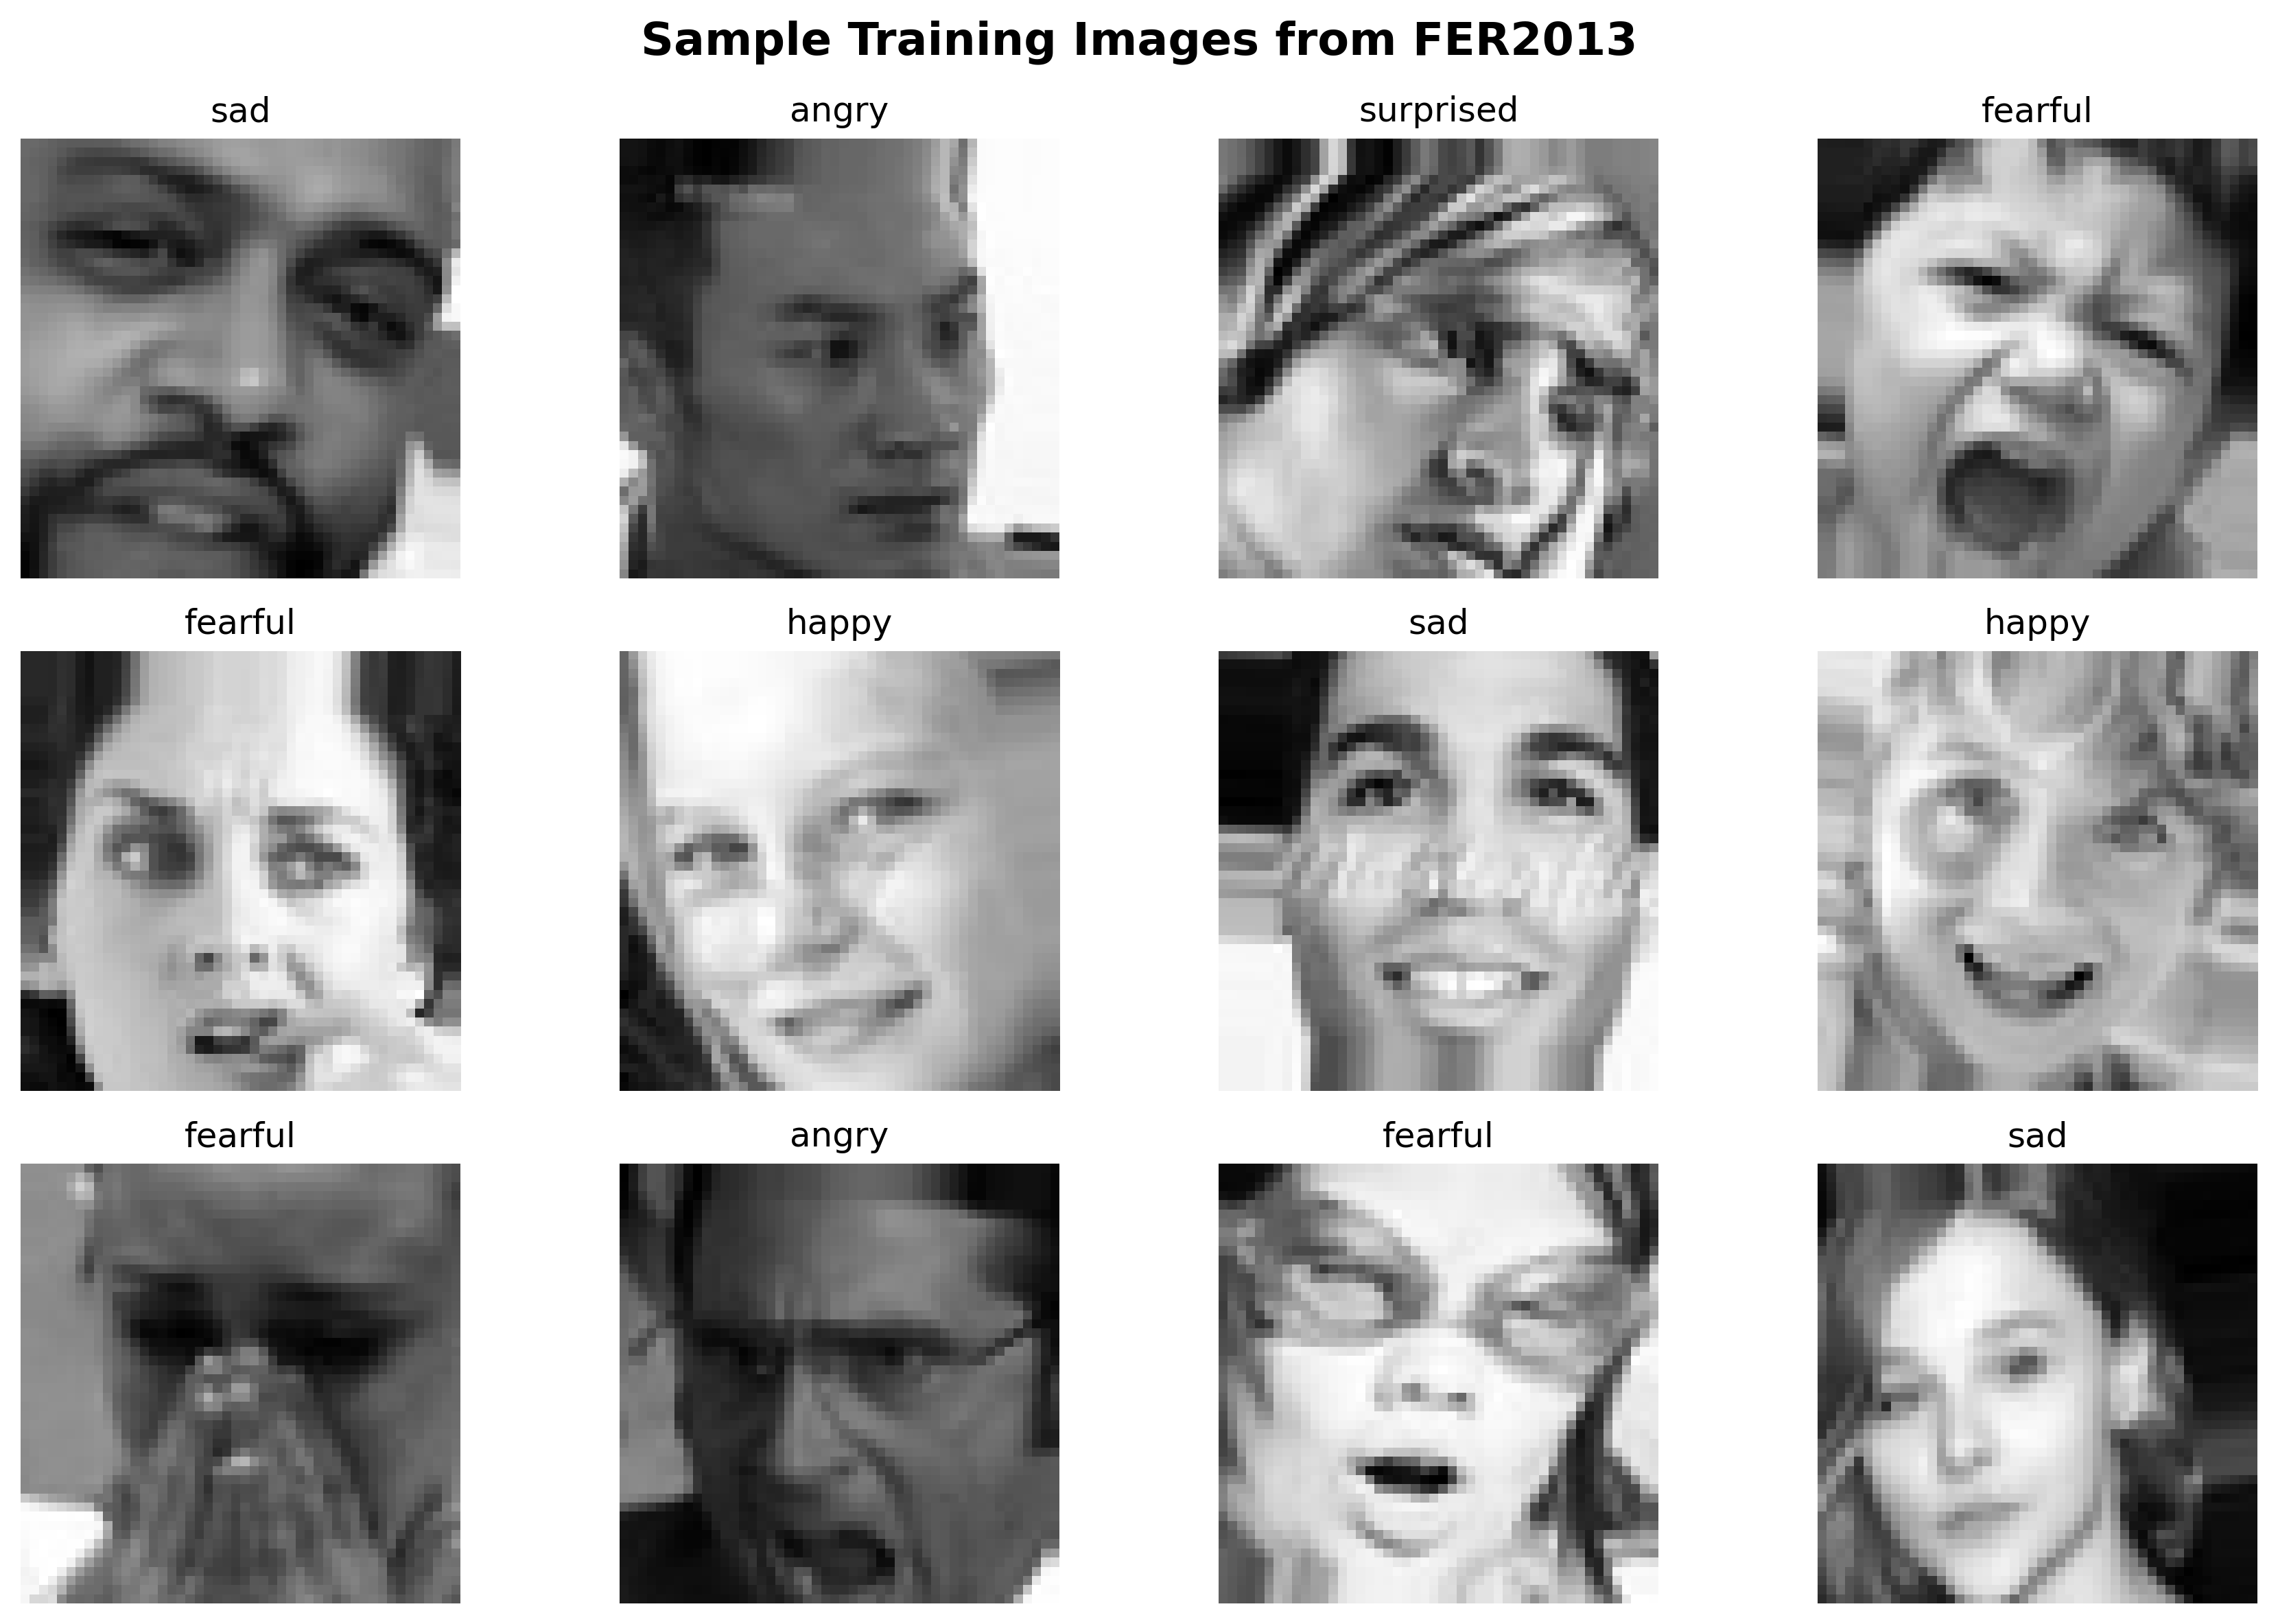 Sample Training Images from FER2013
sad angry surprised fearful
fearful happy sad happy
fearful angry fearful sad